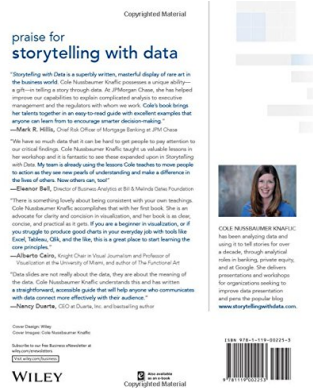 Copyrighted Material
praise for
storytelling with data
"Storytelling with Data is a superbly written, masterful display of rare art in
the business world. Cole Nussbaumer Knaflic possesses a unique ability—
a gift—in telling a story through data. At JPMorgan Chase, she has helped
improve our capabilities to explain complicated analysis to executive
management and the regulators with whom we work. Cole's book brings
her talents together in an easy-to-read guide with excellent examples that
anyone can learn from to encourage smarter decision-making."
—Mark R. Hillis, Chief Risk Officer of Mortgage Banking at JPM Chase
"We have so much data that it can be hard to get people to pay attention to
our critical findings. Cole Nussbaumer Knaflic taught us valuable lessons in
her workshop and it is fantastic to see those expanded upon in Storytelling
with Data. My team is already using the lessons Cole teaches to move people
to action as they see new pearls of understanding and make a difference in
the lives of others. Now others can, too!"
—Eleanor Bell, Director of Business Analytics at Bill & Melinda Gates Foundation
"There is something lovely about being consistent with your own teachings.
Cole Nussbaumer Knaflic accomplishes that with her first book. She is an
advocate for clarity and concision in visualization, and her book is clear,
concise, and practical as it gets. If you are a beginner in visualization, or if
you struggle to produce good charts in your everyday job with tools like
Excel, Tableau, Qlik, and the like, this is a great place to start learning the
core principles."
—Alberto Cairo, Knight Chair in Visual Journalism and Professor of
Visualization at the University of Miami, and author of The Functional Art
"Data slides are not really about the data, they are about the meaning of
the data. Cole Nussbaumer Knaflic understands this and has written
a straightforward, accessible guide that will help anyone who communicates
with data connect more effectively with their audience."
—Nancy Duarte, CEO at Duarte, Inc. and bestselling author
COLE NUSSBAUMER KNAFLIC
has been analyzing data and
using it to tell stories for over
a decade, through analytical
roles in banking, private equity,
and at Google. She delivers
presentations and workshops
for organizations seeking to
improve data presentation
and pens the popular blog
www.storytellingwithdata.com.
Cover Design: Wiley
Cover Images: Cole Nussbaumer Knaflic
Subscribe to our free Business eNewsletter at
wiley.com/enewsletters
Visit wiley.com/business
WILEY
Also available
as an e-book
ISBN 978-1-119-00225-3
9 781119 002253
Copyrighted Material